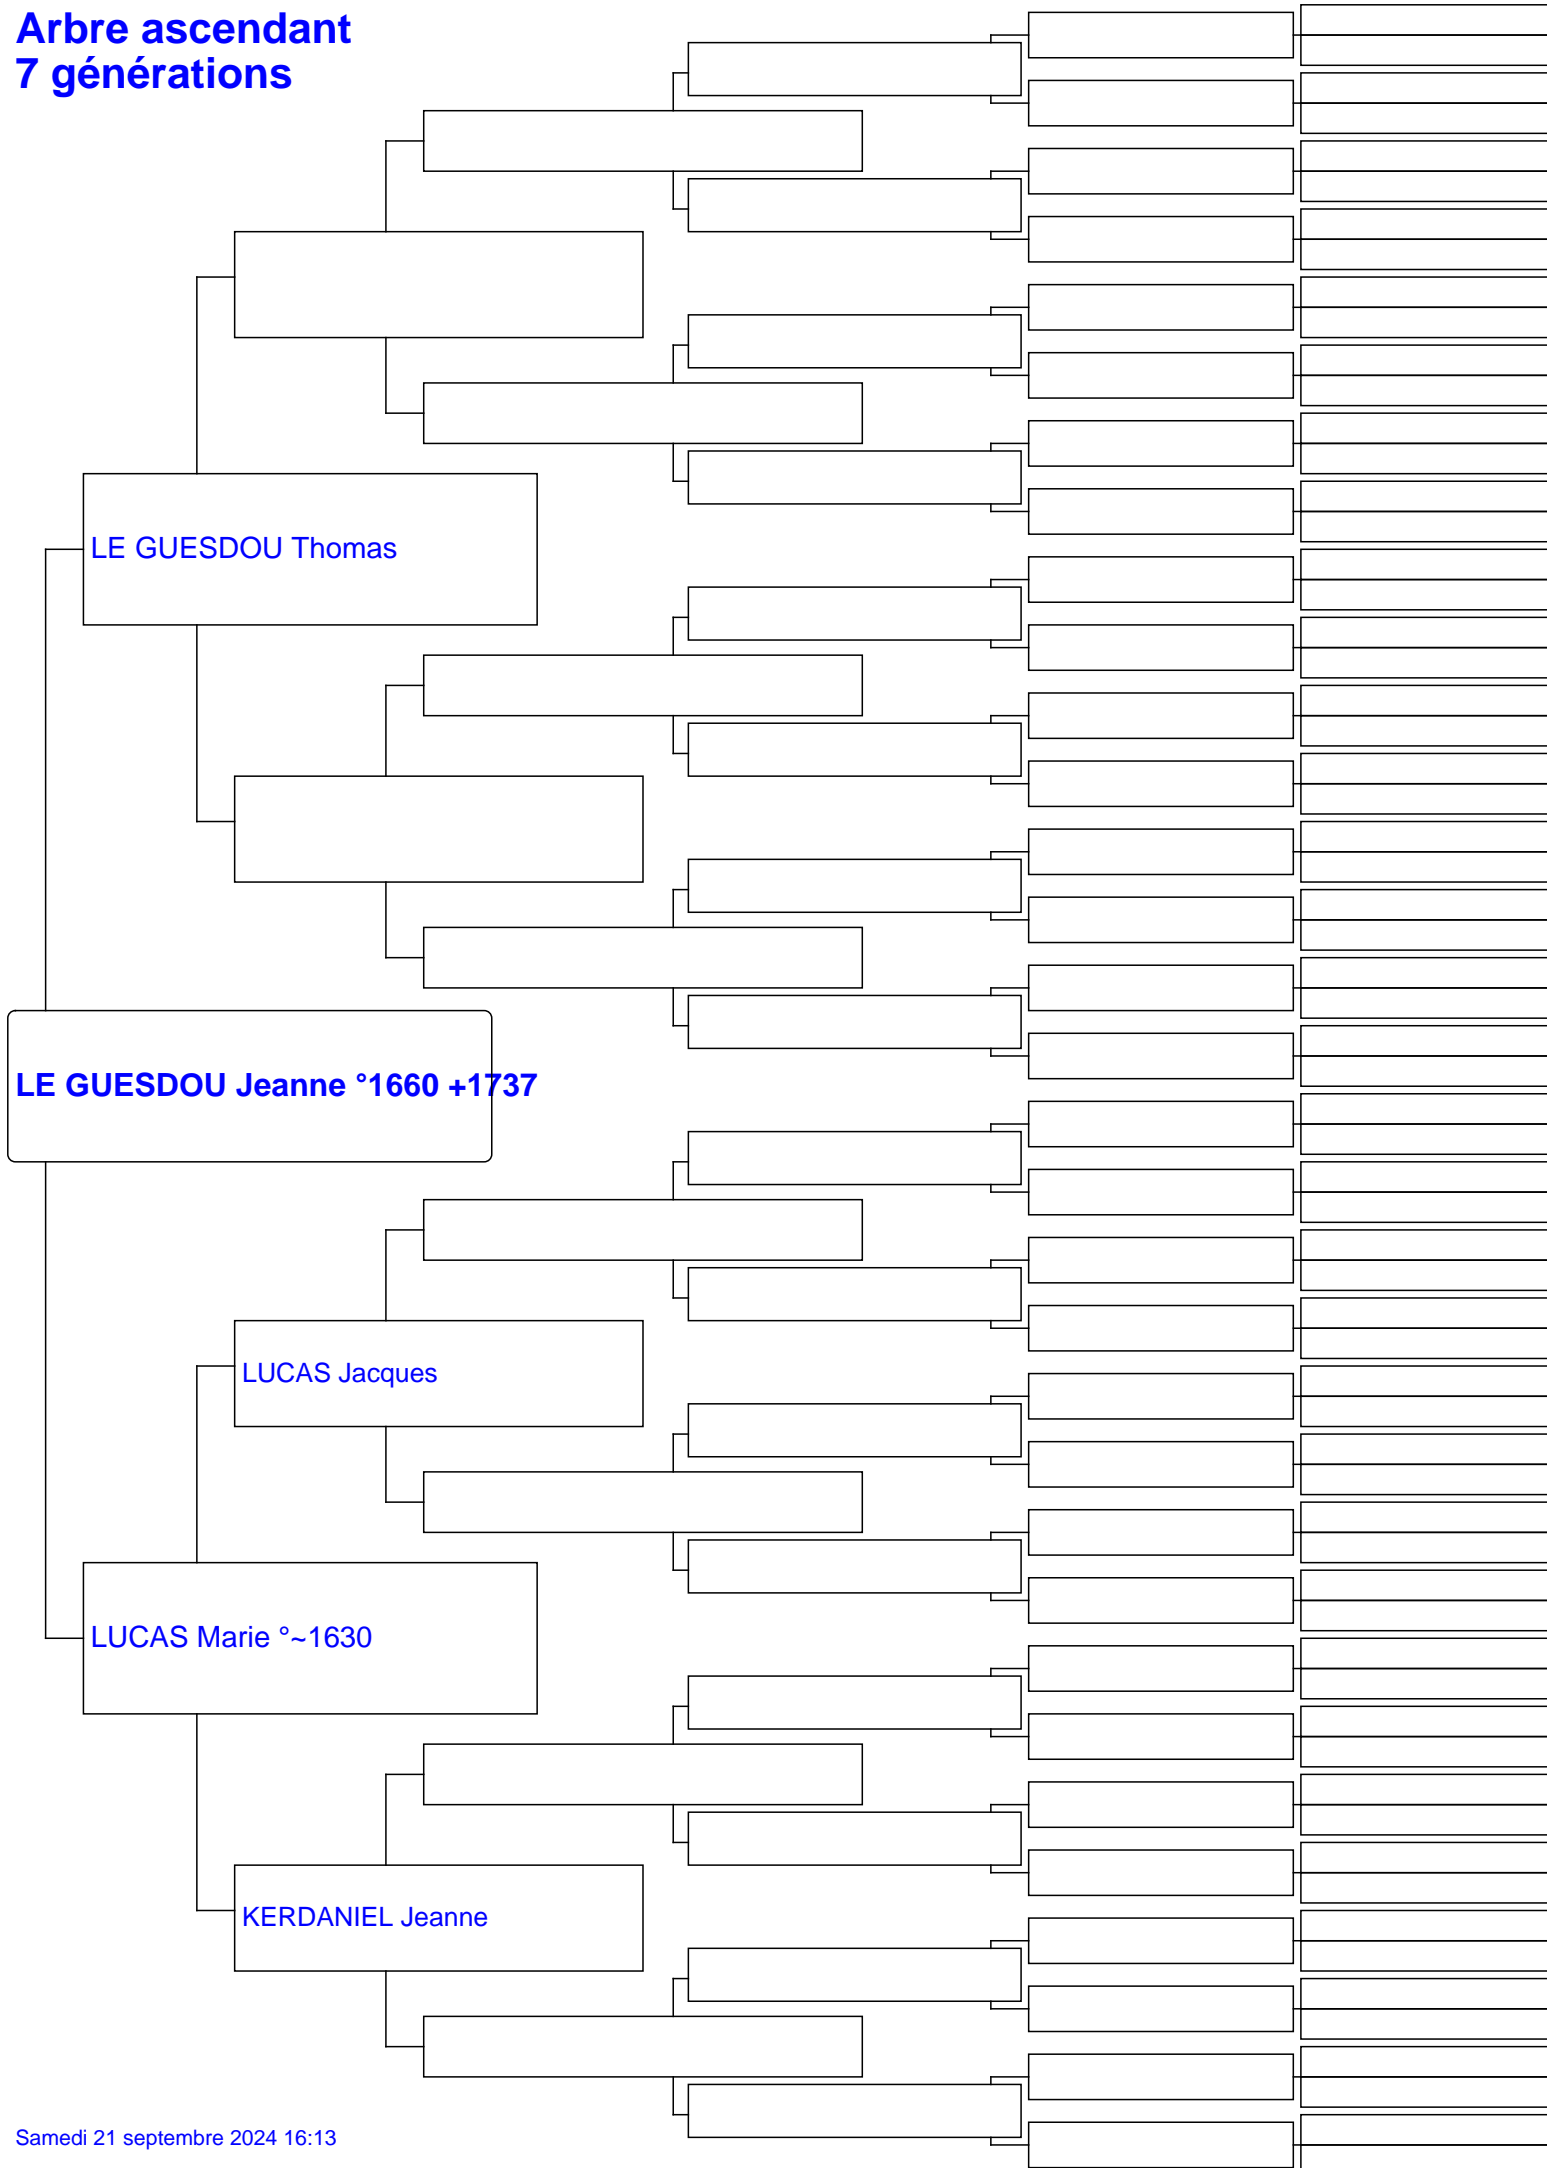 Arbre ascendant
7 générations
LE GUESDOU Thomas
LE GUESDOU Jeanne °1660 +1737
LUCAS Jacques
LUCAS Marie °~1630
KERDANIEL Jeanne
Samedi 21 septembre 2024 16:13